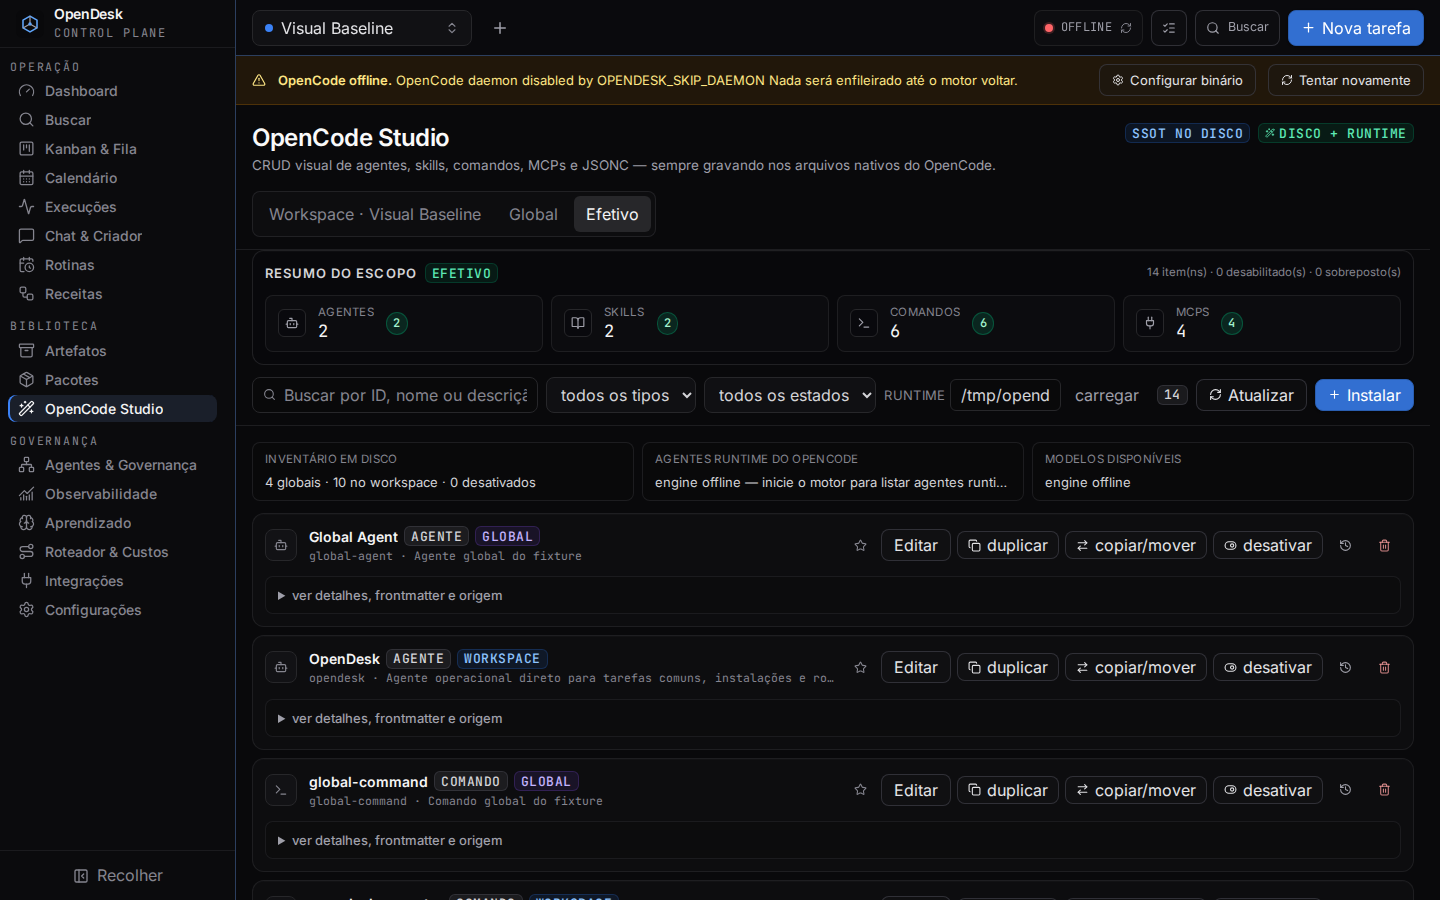 OpenDesk
CONTROL PLANE
OPERAÇÃO
Dashboard
Buscar
Kanban & Fila
Calendário
Execuções
Chat & Criador
Rotinas
Receitas
BIBLIOTECA
Artefatos
Pacotes
OpenCode Studio
GOVERNANÇA
Agentes & Governança
Observabilidade
Aprendizado
Roteador & Custos
Integrações
Configurações
Recolher
Visual Baseline
OFFLINE
Buscar
Nova tarefa
OpenCode offline. OpenCode daemon disabled by OPENDESK_SKIP_DAEMON Nada será enfileirado até o motor voltar.
Configurar binário
Tentar novamente
OpenCode Studio
SSOT NO DISCO
DISCO + RUNTIME
CRUD visual de agentes, skills, comandos, MCPs e JSONC — sempre gravando nos arquivos nativos do OpenCode.
Workspace · Visual Baseline
Global
Efetivo
RESUMO DO ESCOPO EFETIVO
14 item(ns) · 0 desabilitado(s) · 0 sobreposto(s)
AGENTES
2
2
SKILLS
2
2
COMANDOS
6
6
MCPS
4
4
Buscar por ID, nome ou descriçã
todos os tipos
todos os estados
RUNTIME
/tmp/opend
carregar
14
Atualizar
Instalar
INVENTÁRIO EM DISCO
4 globais · 10 no workspace · 0 desativados
AGENTES RUNTIME DO OPENCODE
engine offline — inicie o motor para listar agentes runti...
MODELOS DISPONÍVEIS
engine offline
Global Agent AGENTE GLOBAL
global-agent · Agente global do fixture
Editar
duplicar
copiar/mover
desativar
ver detalhes, frontmatter e origem
OpenDesk AGENTE WORKSPACE
opendesk · Agente operacional direto para tarefas comuns, instalações e ro…
Editar
duplicar
copiar/mover
desativar
ver detalhes, frontmatter e origem
global-command COMANDO GLOBAL
global-command · Comando global do fixture
Editar
duplicar
copiar/mover
desativar
ver detalhes, frontmatter e origem